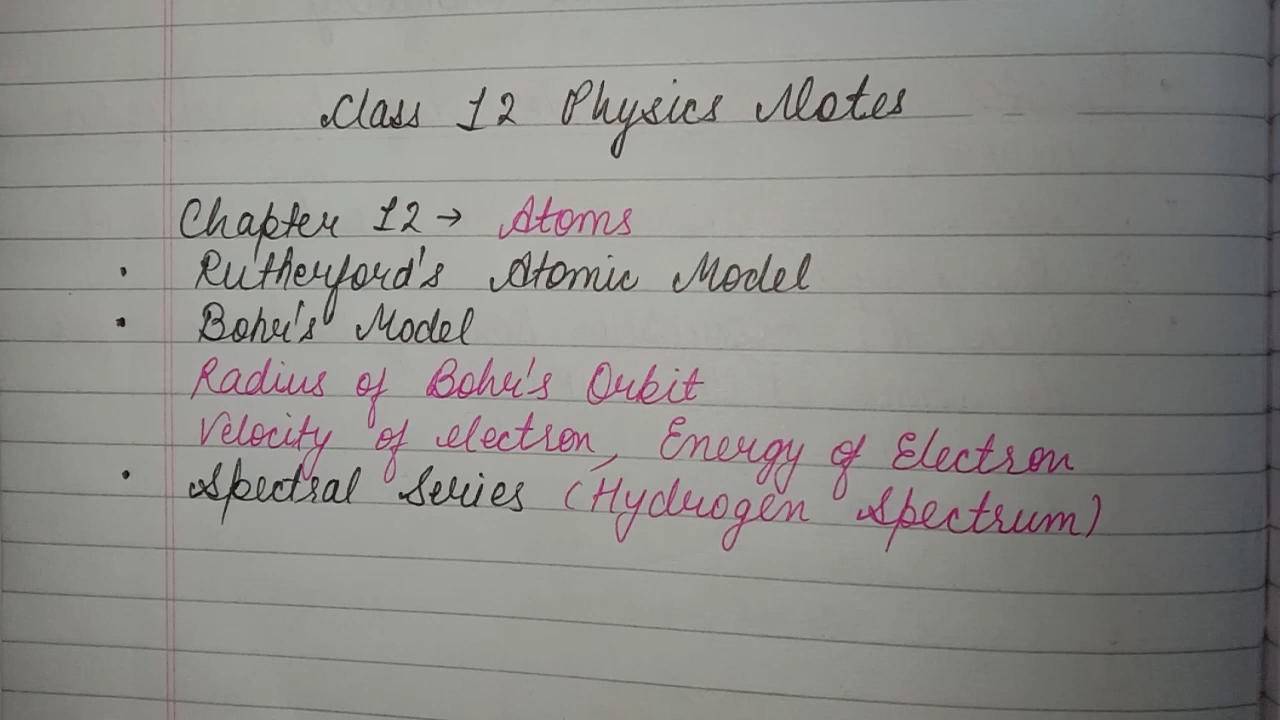 Class 12 Physics Notes
Chapter 12 → Atoms
• Rutherford's Atomic Model
• Bohr's Model
Radius of Bohr's Orbit
Velocity of electron, Energy of Electron
• Spectral Series (Hydrogen Spectrum)